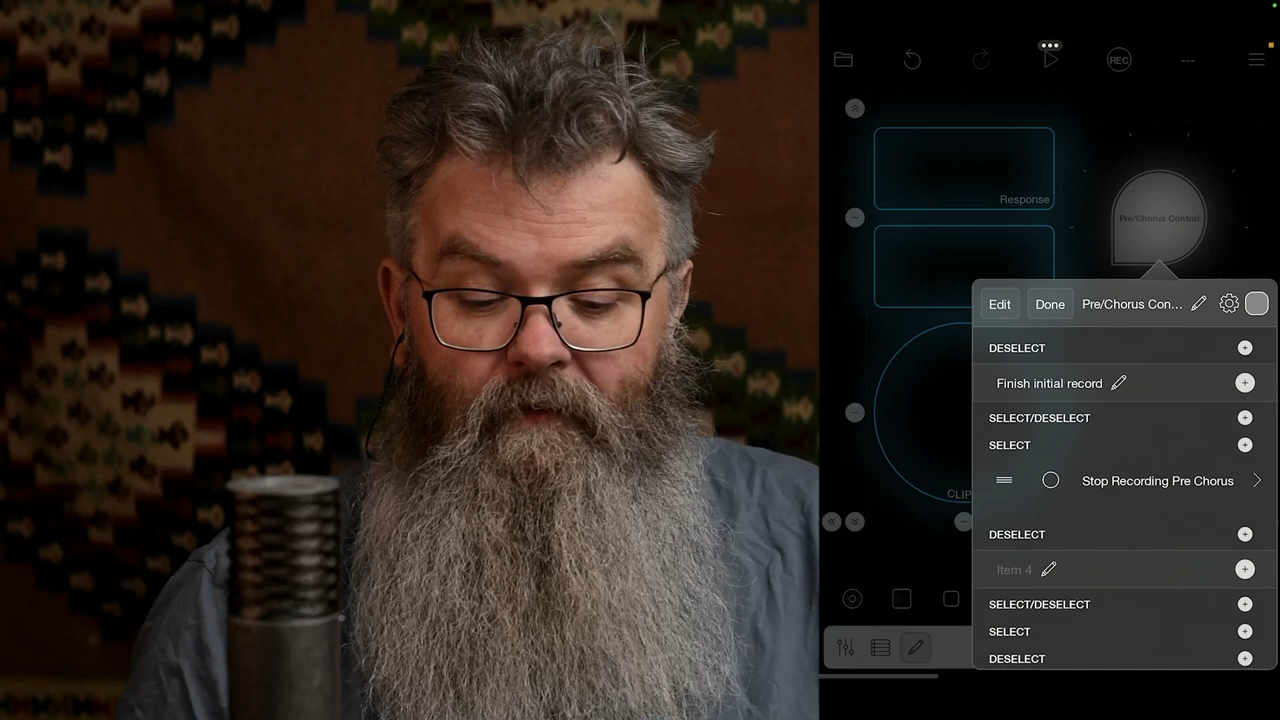 REC
---
Response
Pre/Chorus Control
Edit
Done
Pre/Chorus Con...
DESELECT
Finish initial record
SELECT/DESELECT
SELECT
Stop Recording Pre Chorus
CLIP
DESELECT
Item 4
SELECT/DESELECT
SELECT
DESELECT